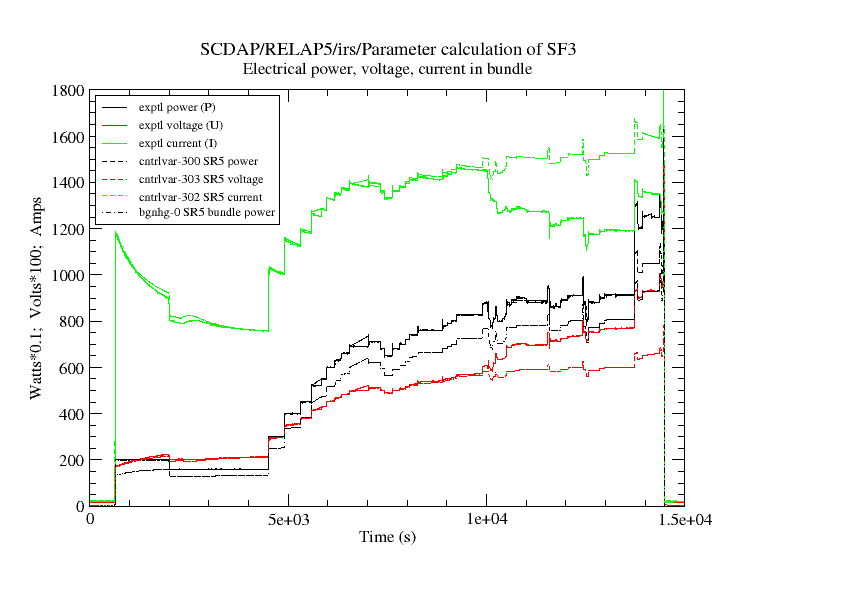 SCDAP/RELAP5/irs/Parameter calculation of SF3
Electrical power, voltage, current in bundle
Watts*0.1; Volts*100; Amps
1800
1600
1400
1200
1000
800
600
400
200
0
exptl power (P)
exptl voltage (U)
exptl current (I)
cntrlvar-300 SR5 power
cntrlvar-303 SR5 voltage
cntrlvar-302 SR5 current
bgnhg-0 SR5 bundle power
0 5e+03 1e+04 1.5e+04
Time (s)